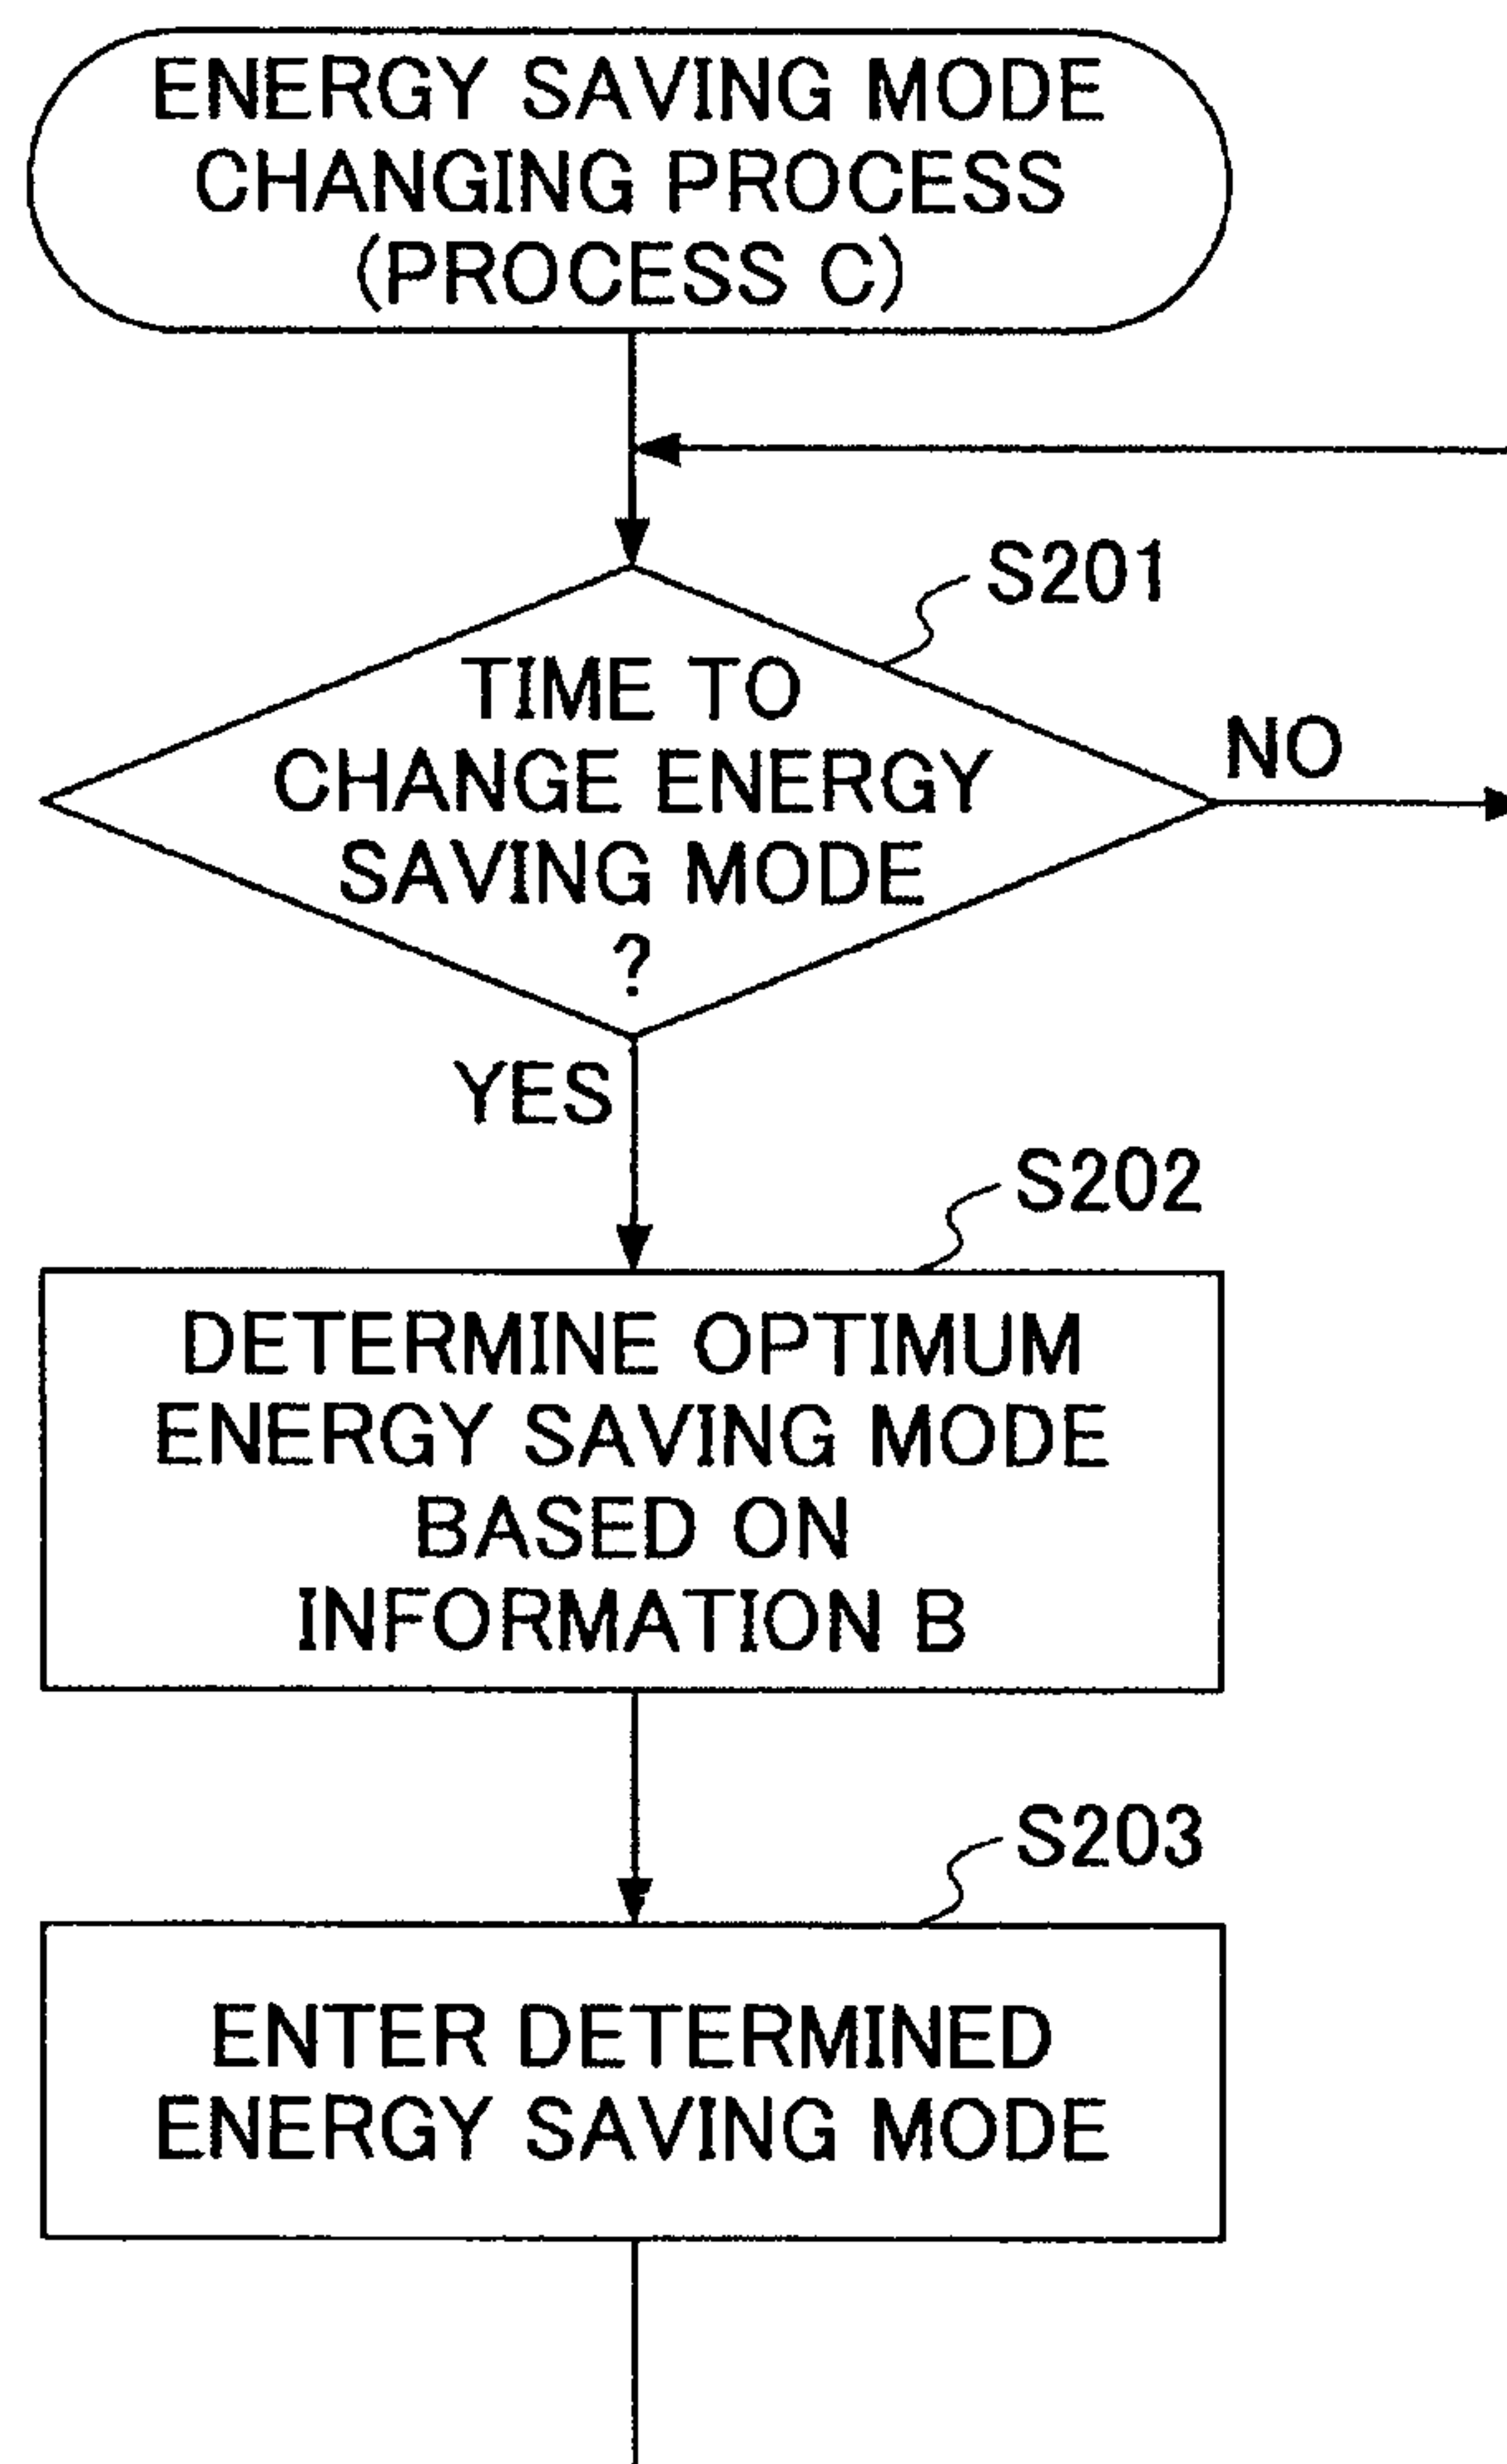 ENERGY SAVING MODE
CHANGING PROCESS
(PROCESS C)
S201
TIME TO
CHANGE ENERGY
SAVING MODE
?
NO
YES
S202
DETERMINE OPTIMUM
ENERGY SAVING MODE
BASED ON
INFORMATION B
S203
ENTER DETERMINED
ENERGY SAVING MODE